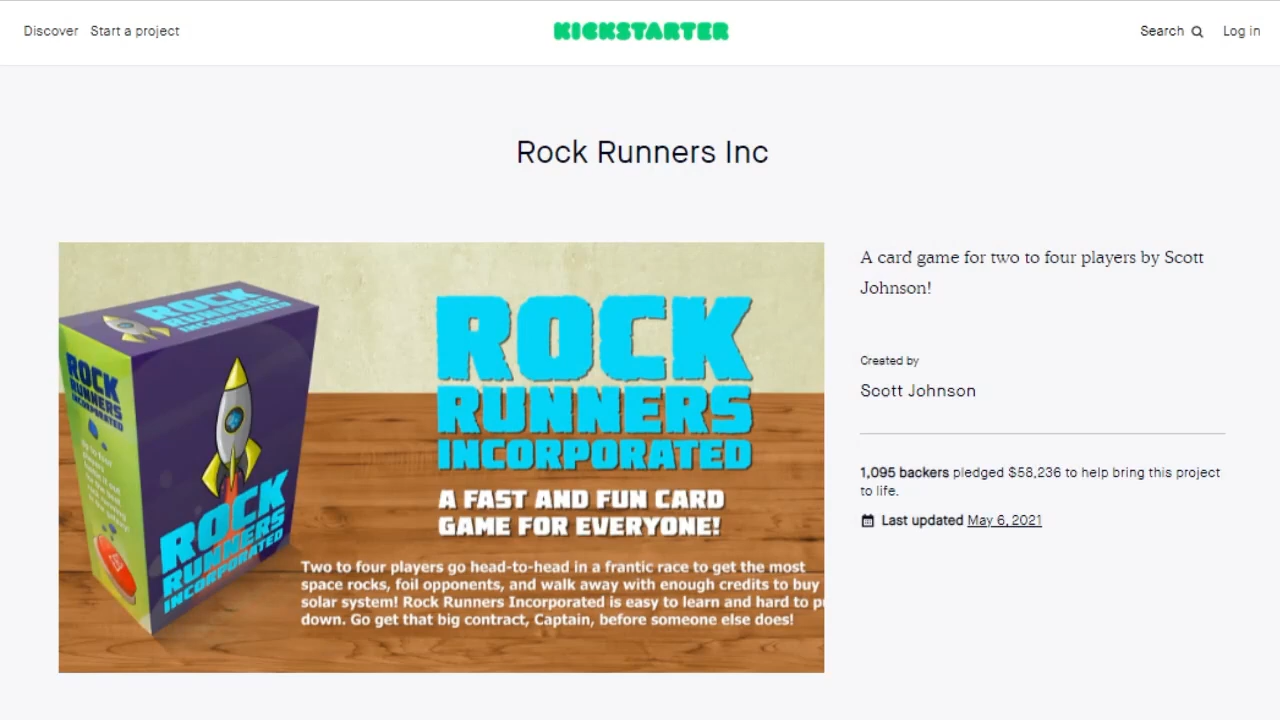 Discover Start a project KICKSTARTER Search Log in
Rock Runners Inc
ROCK
RUNNERS
INCORPORATED
ROCK
RUNNERS
INCORPORATED
ROCK
RUNNERS
INCORPORATED
ROCK
RUNNERS
INCORPORATED
A FAST AND FUN CARD
GAME FOR EVERYONE!
Two to four players go head-to-head in a frantic race to get the most
space rocks, foil opponents, and walk away with enough credits to buy
solar system! Rock Runners Incorporated is easy to learn and hard to
down. Go get that big contract, Captain, before someone else does!
A card game for two to four players by Scott
Johnson!
Created by
Scott Johnson
1,095 backers pledged $58,236 to help bring this project
to life.
Last updated May 6, 2021